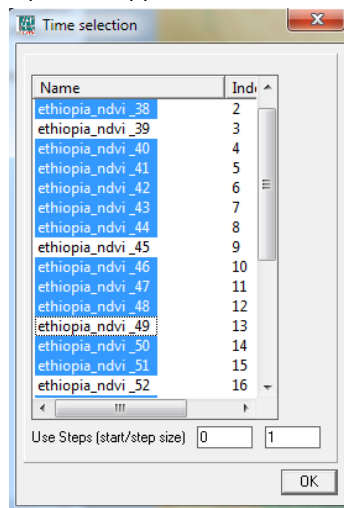 Time selection
Name Inde
ethiopia_ndvi _38 2
ethiopia_ndvi _39 3
ethiopia_ndvi _40 4
ethiopia_ndvi _41 5
ethiopia_ndvi _42 6
ethiopia_ndvi _43 7
ethiopia_ndvi _44 8
ethiopia_ndvi _45 9
ethiopia_ndvi _46 10
ethiopia_ndvi _47 11
ethiopia_ndvi _48 12
ethiopia_ndvi _49 13
ethiopia_ndvi _50 14
ethiopia_ndvi _51 15
ethiopia_ndvi _52 16
Use Steps (start/step size) 0 1
OK